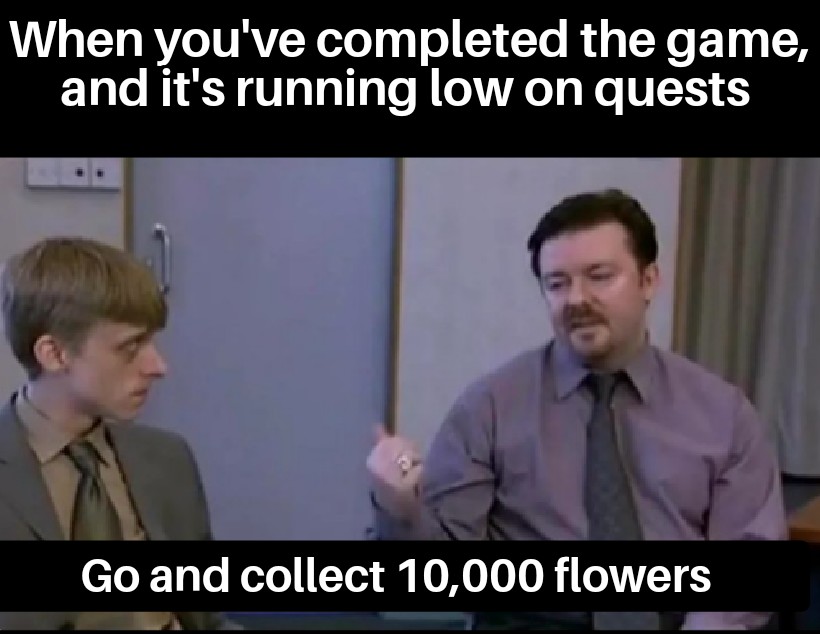 When you've completed the game,
and it's running low on quests
Go and collect 10,000 flowers